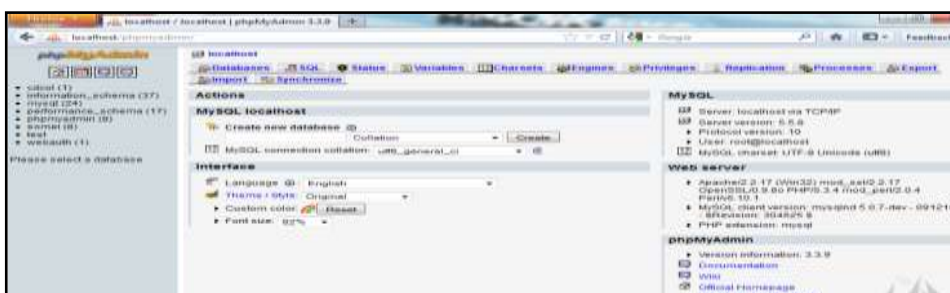 localhost / localhost | phpMyAdmin 3.3.9
localhost/phpmyadmin/
Google
Feedback
phpMyAdmin
cdcol (1)
information_schema (37)
mysql (24)
performance_schema (17)
phpmyadmin (8)
test
webauth (1)
Please select a database
localhost
Databases SQL Status Variables Charsets Engines Privileges Replication Processes Export
Import Synchronize
Actions
MySQL localhost
Create new database
Collation Create
MySQL connection collation: utf8_general_ci
Interface
Language English
Theme / Style: Original
Custom color: Reset
Font size: 82%
MySQL
Server: localhost via TCP/IP
Server version: 5.5.8
Protocol version: 10
User: root@localhost
MySQL charset: UTF-8 Unicode (utf8)
Web server
Apache/2.2.17 (Win32) mod_ssl/2.2.17
OpenSSL/0.9.8o PHP/5.3.4 mod_perl/2.0.4
Perl/v5.10.1
MySQL client version: mysqlnd 5.0.7-dev - 091210
- $Revision: 304625 $
PHP extension: mysql
phpMyAdmin
Version information: 3.3.9
Documentation
Wiki
Official Homepage